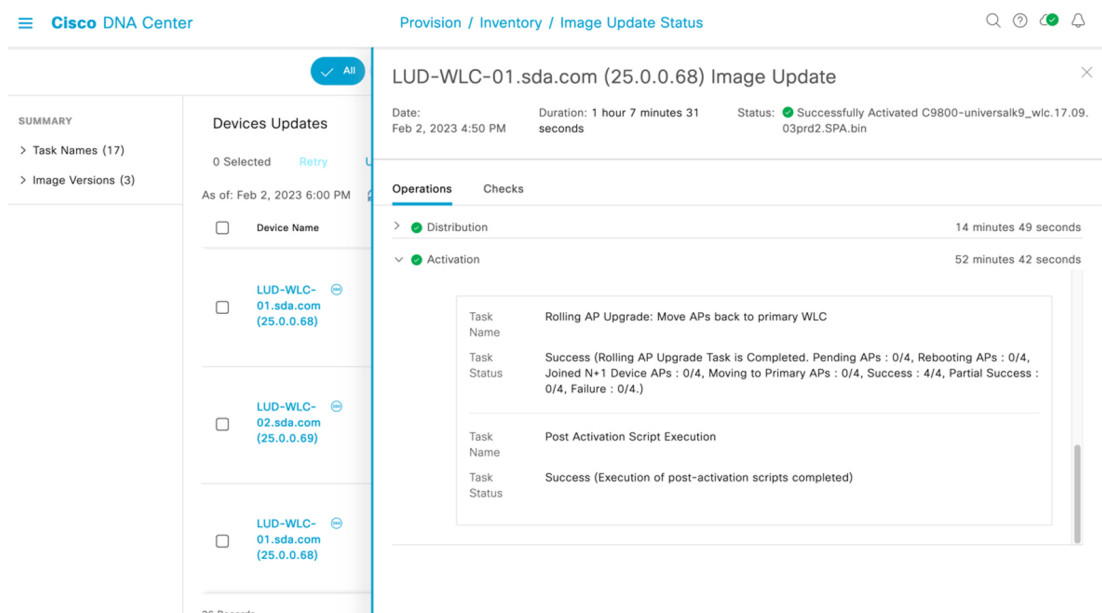 Cisco DNA Center
Provision / Inventory / Image Update Status
All
SUMMARY
Task Names (17)
Image Versions (3)
Devices Updates
0 Selected
Retry
As of: Feb 2, 2023 6:00 PM
Device Name
LUD-WLC-
01.sda.com
(25.0.0.68)
LUD-WLC-
02.sda.com
(25.0.0.69)
LUD-WLC-
01.sda.com
(25.0.0.68)
LUD-WLC-01.sda.com (25.0.0.68) Image Update
Date:
Feb 2, 2023 4:50 PM
Duration: 1 hour 7 minutes 31
seconds
Status: Successfully Activated C9800-universalk9_wlc.17.09.
03prd2.SPA.bin
Operations
Checks
Distribution
14 minutes 49 seconds
Activation
52 minutes 42 seconds
Task
Name
Rolling AP Upgrade: Move APs back to primary WLC
Task
Status
Success (Rolling AP Upgrade Task is Completed. Pending APs : 0/4, Rebooting APs : 0/4,
Joined N+1 Device APs : 0/4, Moving to Primary APs : 0/4, Success : 4/4, Partial Success :
0/4, Failure : 0/4.)
Task
Name
Post Activation Script Execution
Task
Status
Success (Execution of post-activation scripts completed)